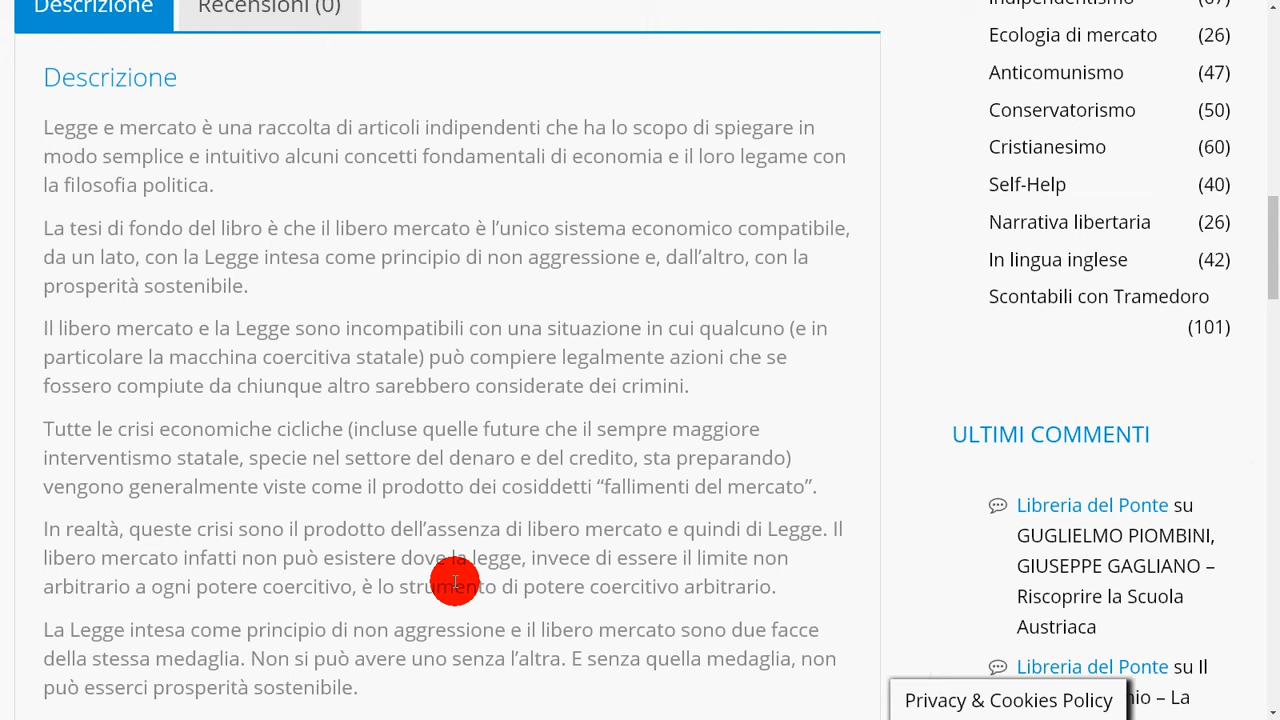 Descrizione
Recensioni (0)
Descrizione
Legge e mercato è una raccolta di articoli indipendenti che ha lo scopo di spiegare in
modo semplice e intuitivo alcuni concetti fondamentali di economia e il loro legame con
la filosofia politica.
La tesi di fondo del libro è che il libero mercato è l’unico sistema economico compatibile,
da un lato, con la Legge intesa come principio di non aggressione e, dall’altro, con la
prosperità sostenibile.
Il libero mercato e la Legge sono incompatibili con una situazione in cui qualcuno (e in
particolare la macchina coercitiva statale) può compiere legalmente azioni che se
fossero compiute da chiunque altro sarebbero considerate dei crimini.
Tutte le crisi economiche cicliche (incluse quelle future che il sempre maggiore
interventismo statale, specie nel settore del denaro e del credito, sta preparando)
vengono generalmente viste come il prodotto dei cosiddetti “fallimenti del mercato”.
In realtà, queste crisi sono il prodotto dell’assenza di libero mercato e quindi di Legge. Il
libero mercato infatti non può esistere dove la legge, invece di essere il limite non
arbitrario a ogni potere coercitivo, è lo strumento di potere coercitivo arbitrario.
La Legge intesa come principio di non aggressione e il libero mercato sono due facce
della stessa medaglia. Non si può avere uno senza l’altra. E senza quella medaglia, non
può esserci prosperità sostenibile.
Indipendentismo (67)
Ecologia di mercato (26)
Anticomunismo (47)
Conservatorismo (50)
Cristianesimo (60)
Self-Help (40)
Narrativa libertaria (26)
In lingua inglese (42)
Scontabili con Tramedoro
(101)
ULTIMI COMMENTI
Libreria del Ponte su
GUGLIELMO PIOMBINI,
GIUSEPPE GAGLIANO –
Riscoprire la Scuola
Austriaca
Libreria del Ponte su Il
– La
Privacy & Cookies Policy